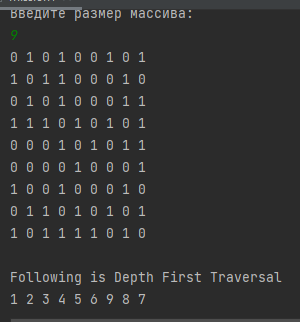 Введите размер массива:
9
0 1 0 1 0 0 1 0 1
1 0 1 1 0 0 0 1 0
0 1 0 1 0 0 0 1 1
1 1 1 0 1 0 1 0 1
0 0 0 1 0 1 0 1 1
0 0 0 0 1 0 0 0 1
1 0 0 1 0 0 0 1 0
0 1 1 0 1 0 1 0 1
1 0 1 1 1 1 0 1 0
Following is Depth First Traversal
1 2 3 4 5 6 9 8 7